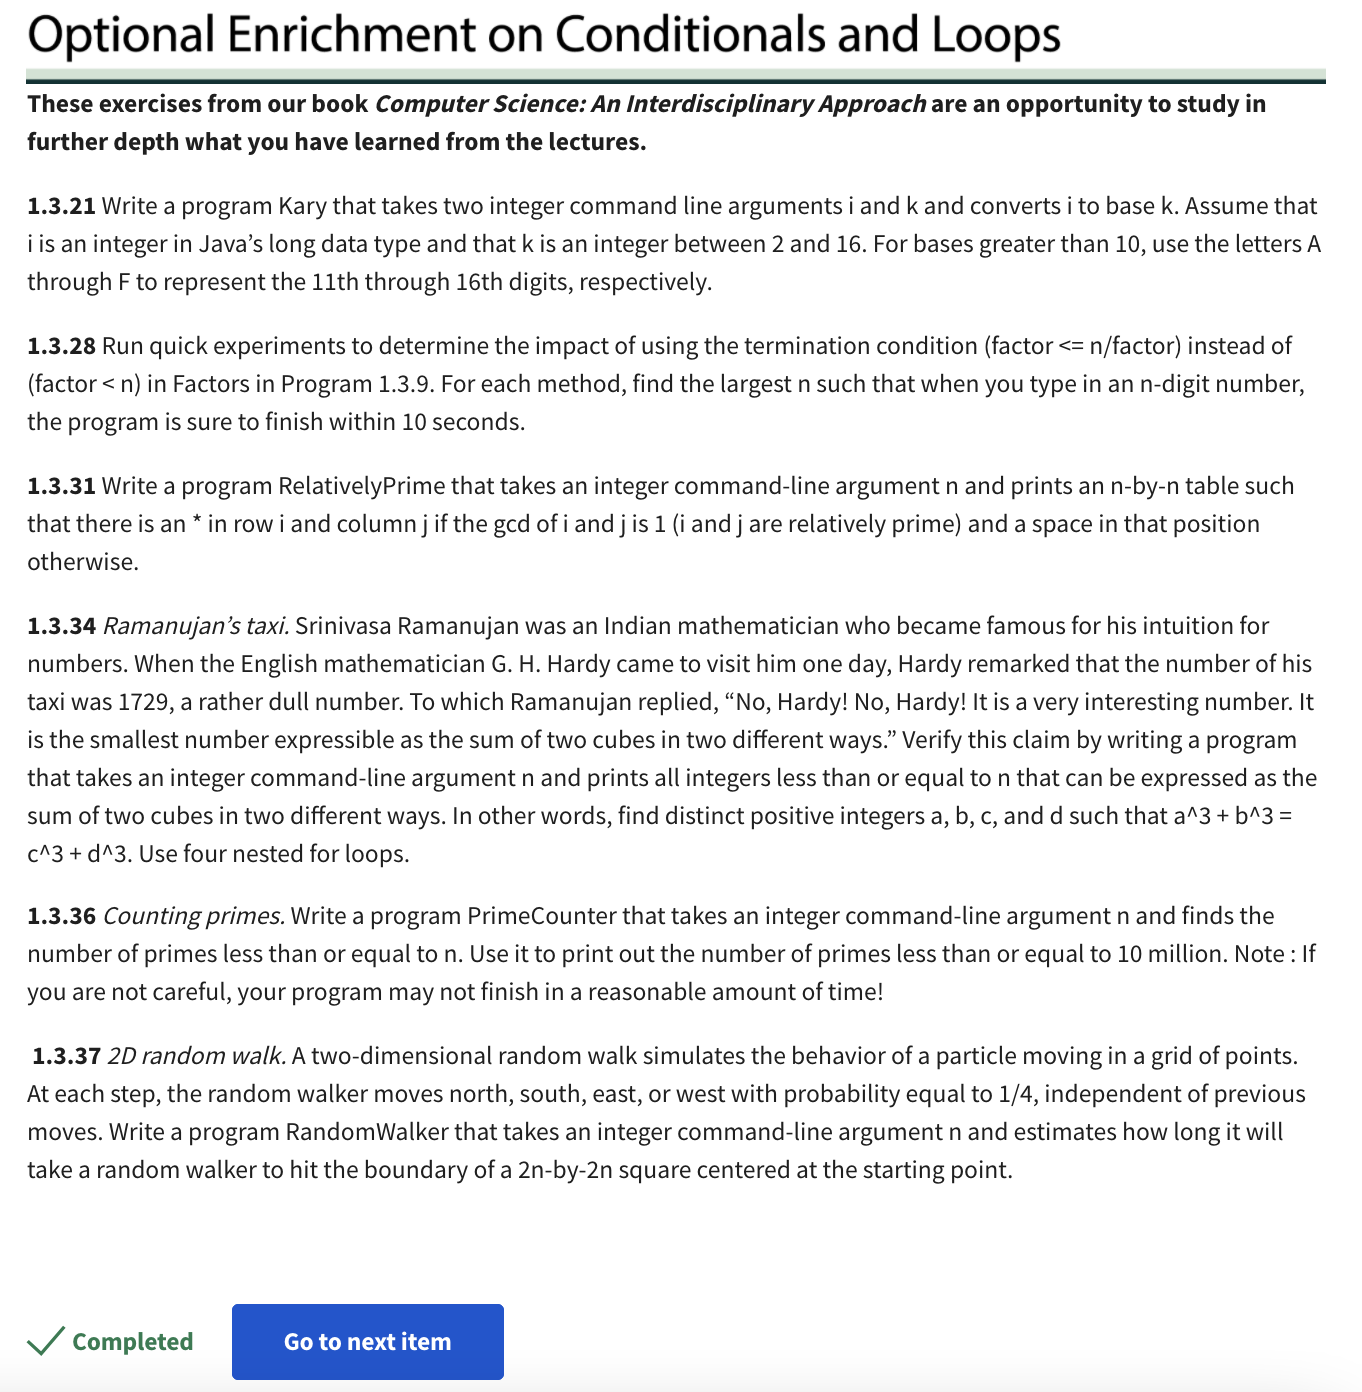 Optional Enrichment on Conditionals and Loops
These exercises from our book Computer Science: An Interdisciplinary Approach are an opportunity to study in
further depth what you have learned from the lectures.
1.3.21 Write a program Kary that takes two integer command line arguments i and k and converts i to base k. Assume that
i is an integer in Java’s long data type and that k is an integer between 2 and 16. For bases greater than 10, use the letters A
through F to represent the 11th through 16th digits, respectively.
1.3.28 Run quick experiments to determine the impact of using the termination condition (factor <= n/factor) instead of
(factor < n) in Factors in Program 1.3.9. For each method, find the largest n such that when you type in an n-digit number,
the program is sure to finish within 10 seconds.
1.3.31 Write a program RelativelyPrime that takes an integer command-line argument n and prints an n-by-n table such
that there is an * in row i and column j if the gcd of i and j is 1 (i and j are relatively prime) and a space in that position
otherwise.
1.3.34 Ramanujan’s taxi. Srinivasa Ramanujan was an Indian mathematician who became famous for his intuition for
numbers. When the English mathematician G. H. Hardy came to visit him one day, Hardy remarked that the number of his
taxi was 1729, a rather dull number. To which Ramanujan replied, “No, Hardy! No, Hardy! It is a very interesting number. It
is the smallest number expressible as the sum of two cubes in two different ways.” Verify this claim by writing a program
that takes an integer command-line argument n and prints all integers less than or equal to n that can be expressed as the
sum of two cubes in two different ways. In other words, find distinct positive integers a, b, c, and d such that a^3 + b^3 =
c^3 + d^3. Use four nested for loops.
1.3.36 Counting primes. Write a program PrimeCounter that takes an integer command-line argument n and finds the
number of primes less than or equal to n. Use it to print out the number of primes less than or equal to 10 million. Note : If
you are not careful, your program may not finish in a reasonable amount of time!
1.3.37 2D random walk. A two-dimensional random walk simulates the behavior of a particle moving in a grid of points.
At each step, the random walker moves north, south, east, or west with probability equal to 1/4, independent of previous
moves. Write a program RandomWalker that takes an integer command-line argument n and estimates how long it will
take a random walker to hit the boundary of a 2n-by-2n square centered at the starting point.
Completed
Go to next item